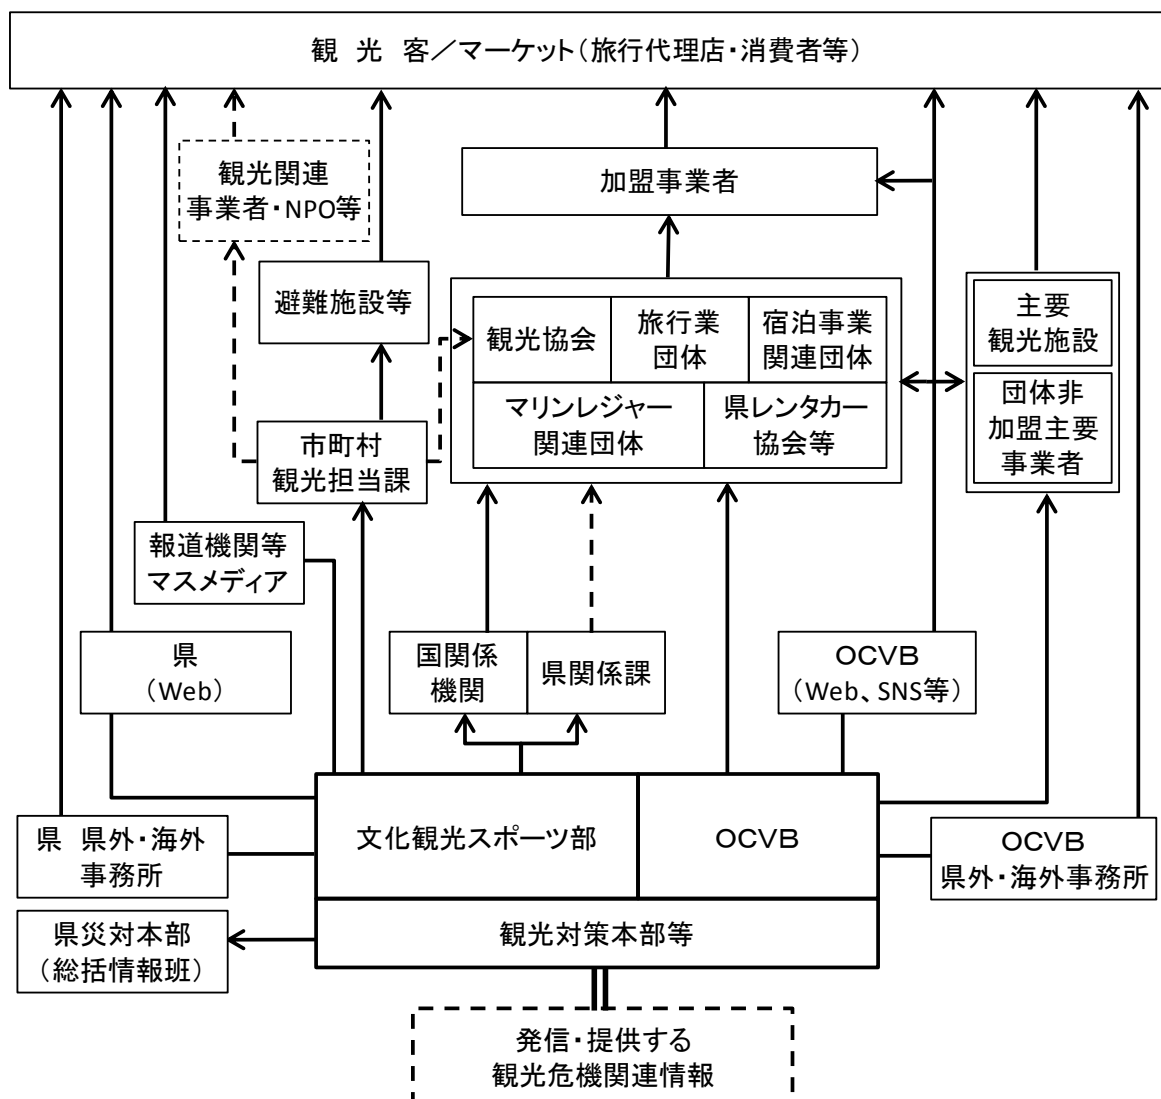 観 光 客／マーケット（旅行代理店・消費者等）
観光関連
事業者・NPO等
加盟事業者
避難施設等
観光協会
旅行業
団体
宿泊事業
関連団体
マリンレジャー
関連団体
県レンタカー
協会等
主要
観光施設
団体非
加盟主要
事業者
市町村
観光担当課
報道機関等
マスメディア
県
（Web）
国関係
機関
県関係課
ＯＣＶＢ
（Web、SNS等）
文化観光スポーツ部
ＯＣＶＢ
県 県外・海外
事務所
ＯＣＶＢ
県外・海外事務所
県災対本部
（総括情報班）
観光対策本部等
発信・提供する
観光危機関連情報